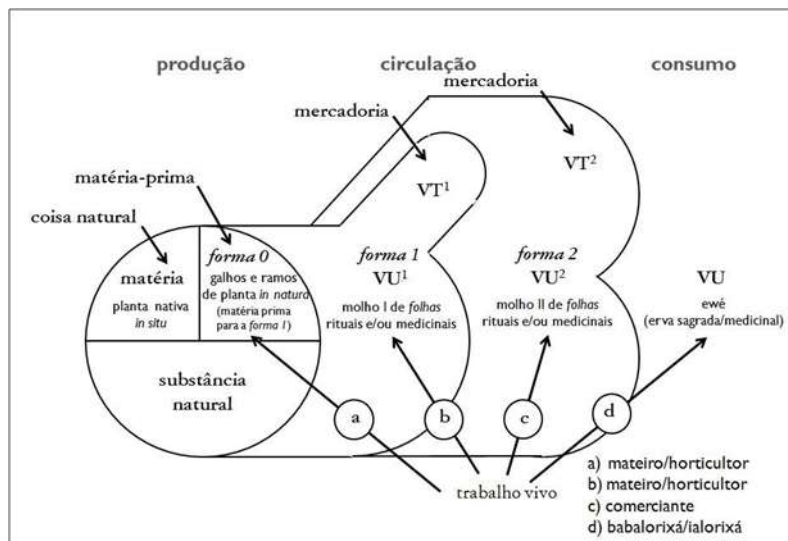 produção
circulação
consumo
mercadoria
mercadoria
VT²
VT¹
matéria-prima
coisa natural
forma 0
galhos e ramos
de planta in natura
(matéria prima
para a forma 1)
matéria
planta nativa
in situ
forma 1
VU¹
molho I de folhas
rituais e/ou medicinais
forma 2
VU²
molho II de folhas
rituais e/ou medicinais
VU
ewé
(erva sagrada/medicinal)
substância
natural
a
b
c
d
trabalho vivo
a) mateiro/horticultor
b) mateiro/horticultor
c) comerciante
d) babalorixá/ialorixá